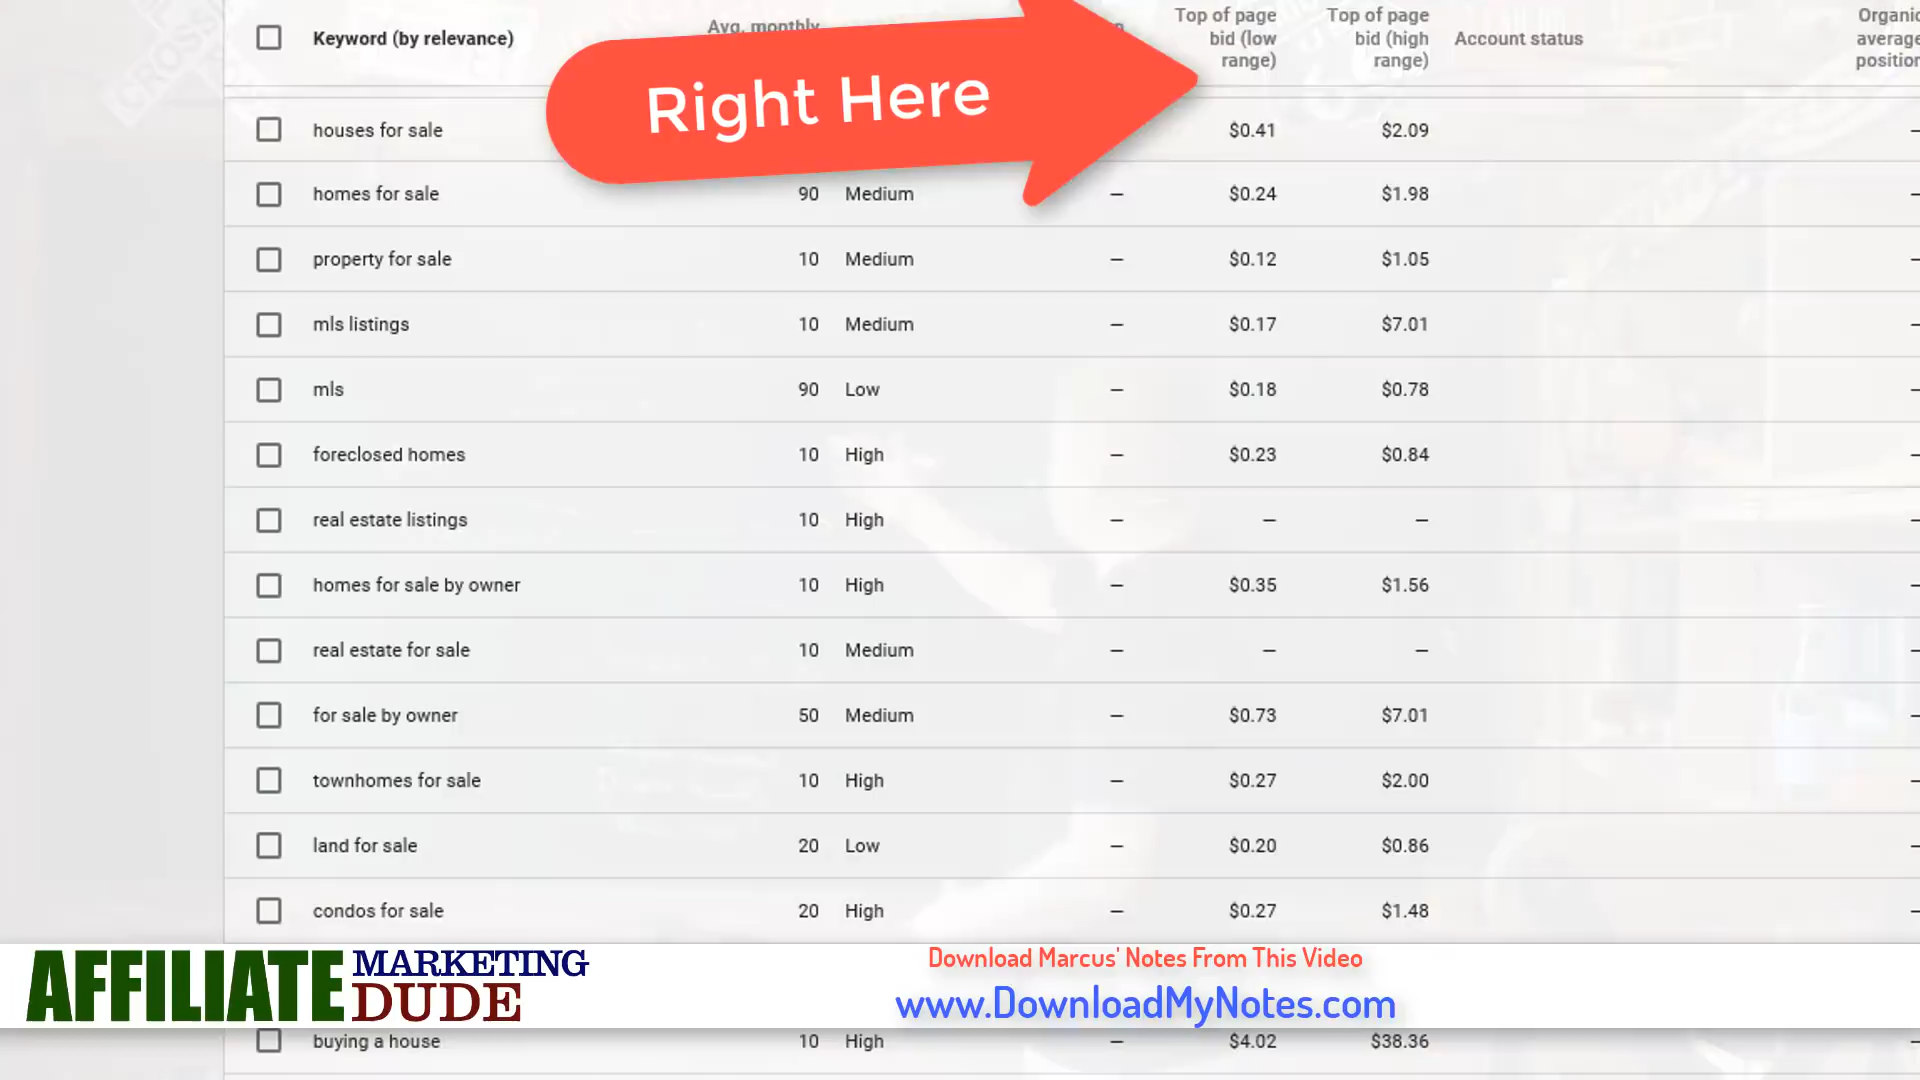 Keyword (by relevance)
Avg. monthly
Top of page bid (low range)
Top of page bid (high range)
Account status
Organic average position
Right Here
houses for sale $0.41 $2.09 –
homes for sale 90 Medium – $0.24 $1.98 –
property for sale 10 Medium – $0.12 $1.05 –
mls listings 10 Medium – $0.17 $7.01 –
mls 90 Low – $0.18 $0.78 –
foreclosed homes 10 High – $0.23 $0.84 –
real estate listings 10 High – – – –
homes for sale by owner 10 High – $0.35 $1.56 –
real estate for sale 10 Medium – – – –
for sale by owner 50 Medium – $0.73 $7.01 –
townhomes for sale 10 High – $0.27 $2.00 –
land for sale 20 Low – $0.20 $0.86 –
condos for sale 20 High – $0.27 $1.48 –
AFFILIATE MARKETING DUDE
Download Marcus' Notes From This Video
www.DownloadMyNotes.com
buying a house 10 High – $4.02 $38.36 –